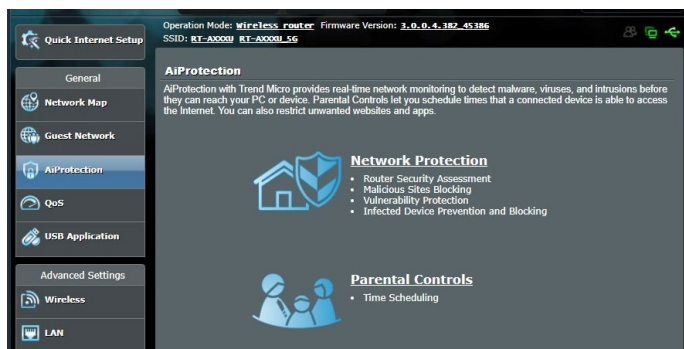 Quick Internet Setup
General
Network Map
Guest Network
AiProtection
QoS
USB Application
Advanced Settings
Wireless
LAN
Operation Mode: Wireless router Firmware Version: 3.0.0.4.382_45386
SSID: RT-AXXXU RT-AXXXU_5G
AiProtection
AiProtection with Trend Micro provides real-time network monitoring to detect malware, viruses, and intrusions before
they can reach your PC or device. Parental Controls let you schedule times that a connected device is able to access
the Internet. You can also restrict unwanted websites and apps.
Network Protection
• Router Security Assessment
• Malicious Sites Blocking
• Vulnerability Protection
• Infected Device Prevention and Blocking
Parental Controls
• Time Scheduling